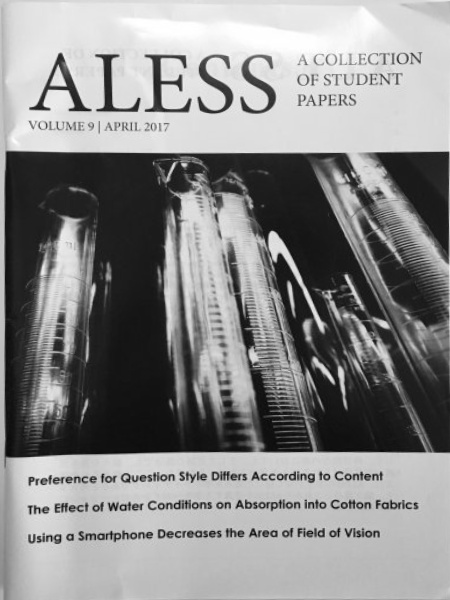 ALESS
A COLLECTION
OF STUDENT
PAPERS
VOLUME 9 | APRIL 2017
Preference for Question Style Differs According to Content
The Effect of Water Conditions on Absorption into Cotton Fabrics
Using a Smartphone Decreases the Area of Field of Vision